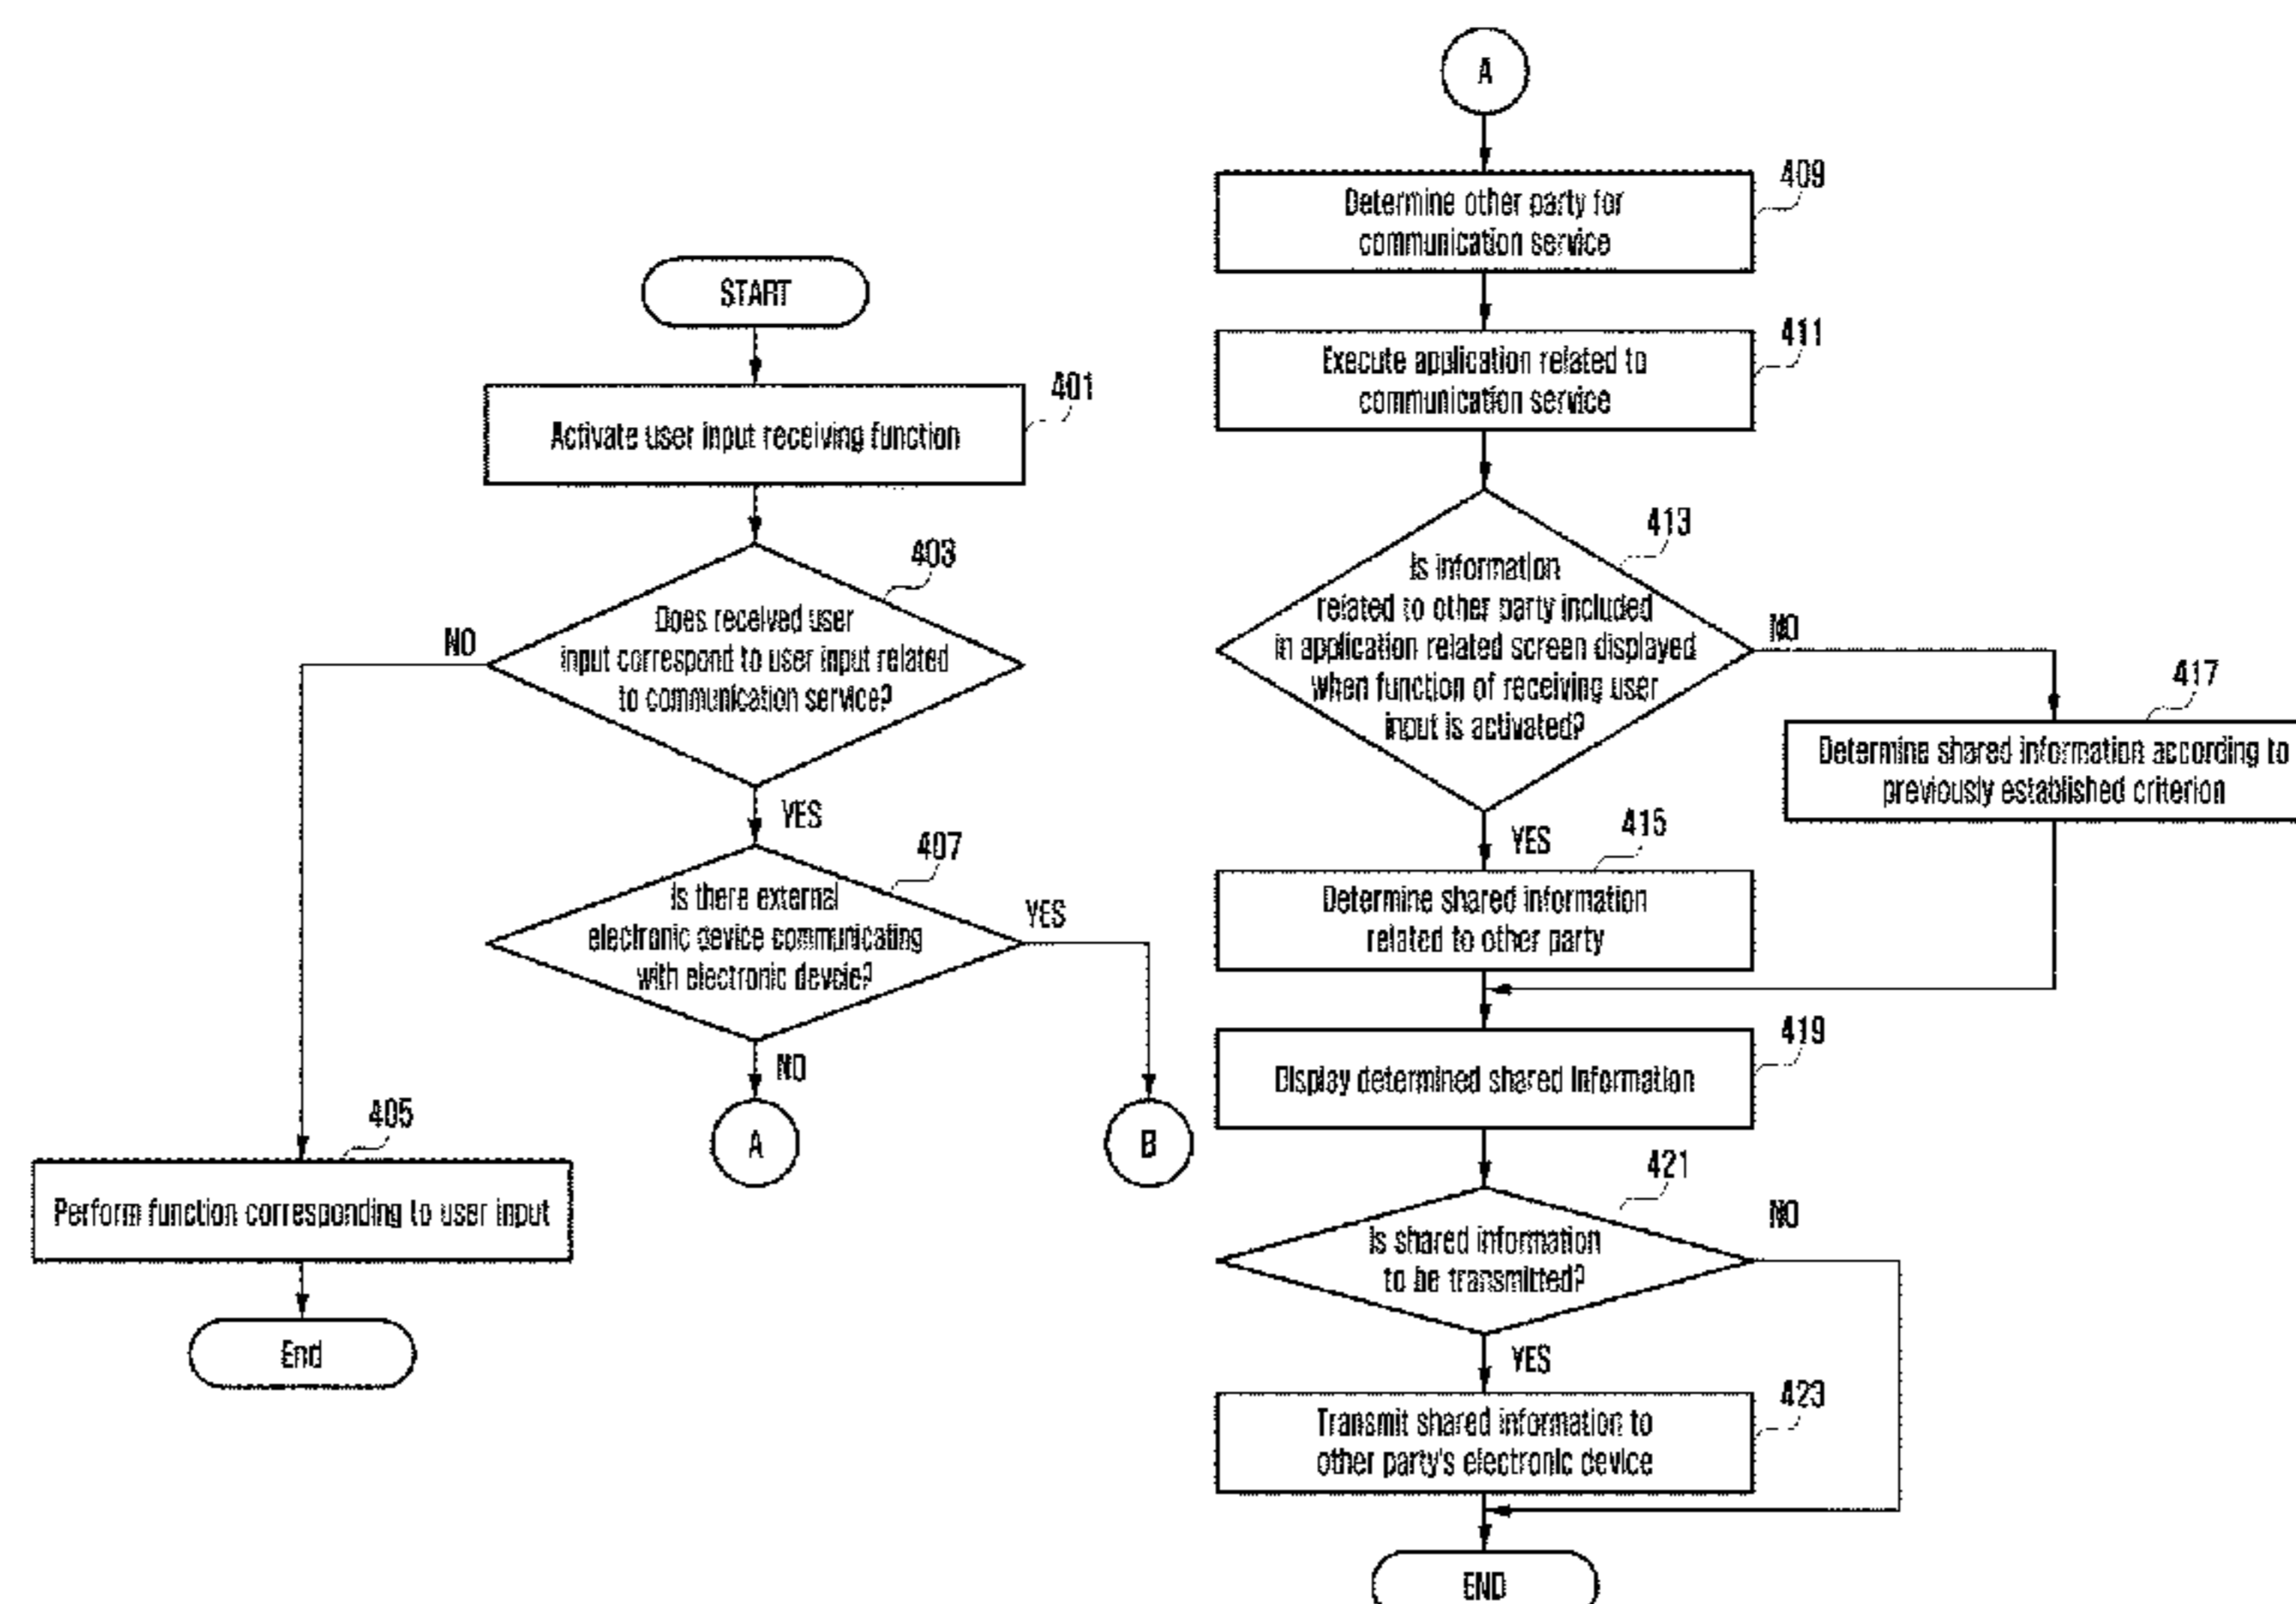 START
401
Activate user input receiving function
403
Does received user
input correspond to user input related
to communication service?
NO
YES
407
Is there external
electronic device communicating
with electronic devcie?
YES
NO
A
B
405
Perform function corresponding to user input
End
A
409
Determine other party for
communication service
411
Execute application related to
communication service
413
Is information
related to other party included
in application related screen displayed
when function of receiving user
input is activated?
NO
417
Determine shared information according to
previously established criterion
YES
415
Determine shared information
related to other party
419
Display determined shared information
421
Is shared information
to be transmitted?
NO
YES
423
Transmit shared information to
other party's electronic device
END